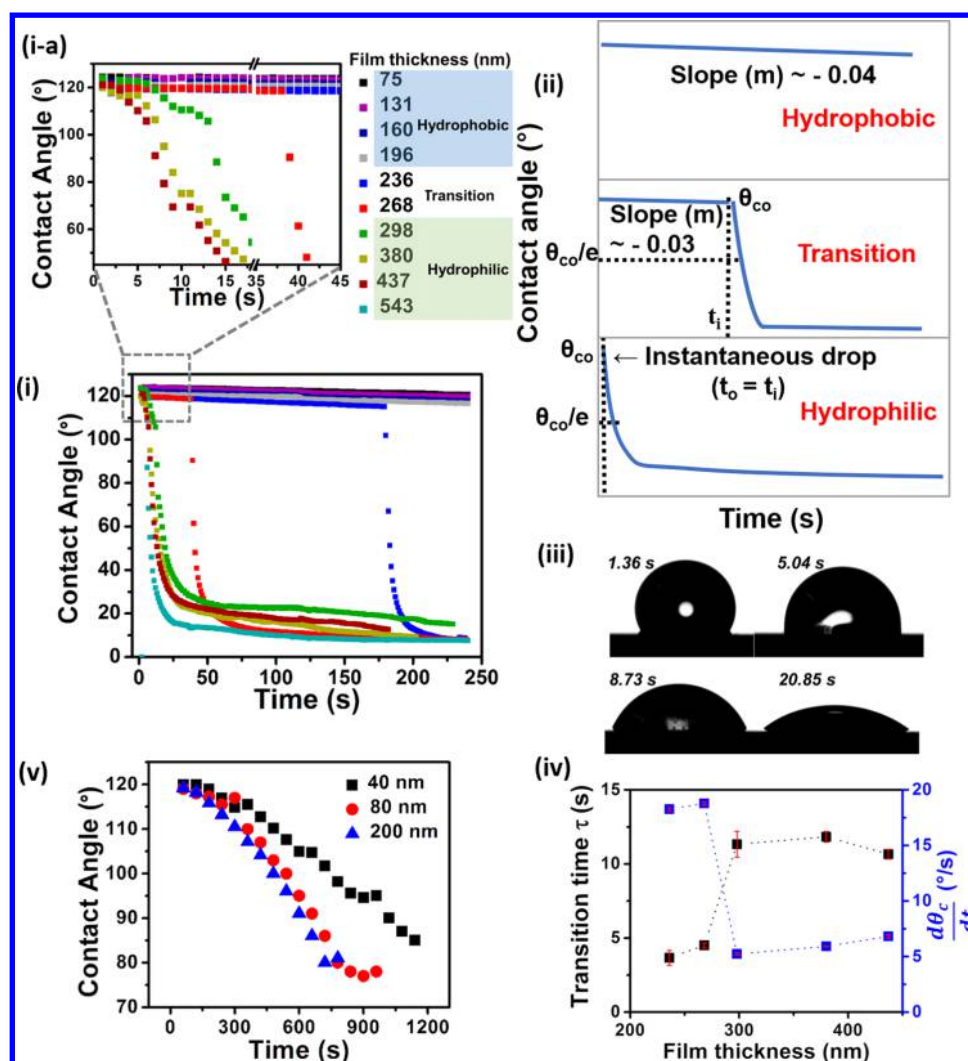 (i-a)
Contact Angle (°)
120
100
80
60
0
5
10
15
35
40
45
Time (s)
Film thickness (nm)
75
131
160
196
Hydrophobic
236
268
Transition
298
380
437
543
Hydrophilic
(ii)
Contact angle (°)
Slope (m) ~ - 0.04
Hydrophobic
Slope (m)
~ - 0.03
θco
θco/e
ti
Transition
θco
← Instantaneous drop
(to = ti)
θco/e
Hydrophilic
Time (s)
(i)
Contact Angle (°)
120
100
80
60
40
20
0
0
50
100
150
200
250
Time (s)
(iii)
1.36 s
5.04 s
8.73 s
20.85 s
(v)
Contact Angle (°)
120
110
100
90
80
70
0
300
600
900
1200
Time (s)
40 nm
80 nm
200 nm
(iv)
Transition time τ (s)
15
10
5
0
20
15
10
5
0
dθc/dt (°/s)
200
300
400
Film thickness (nm)